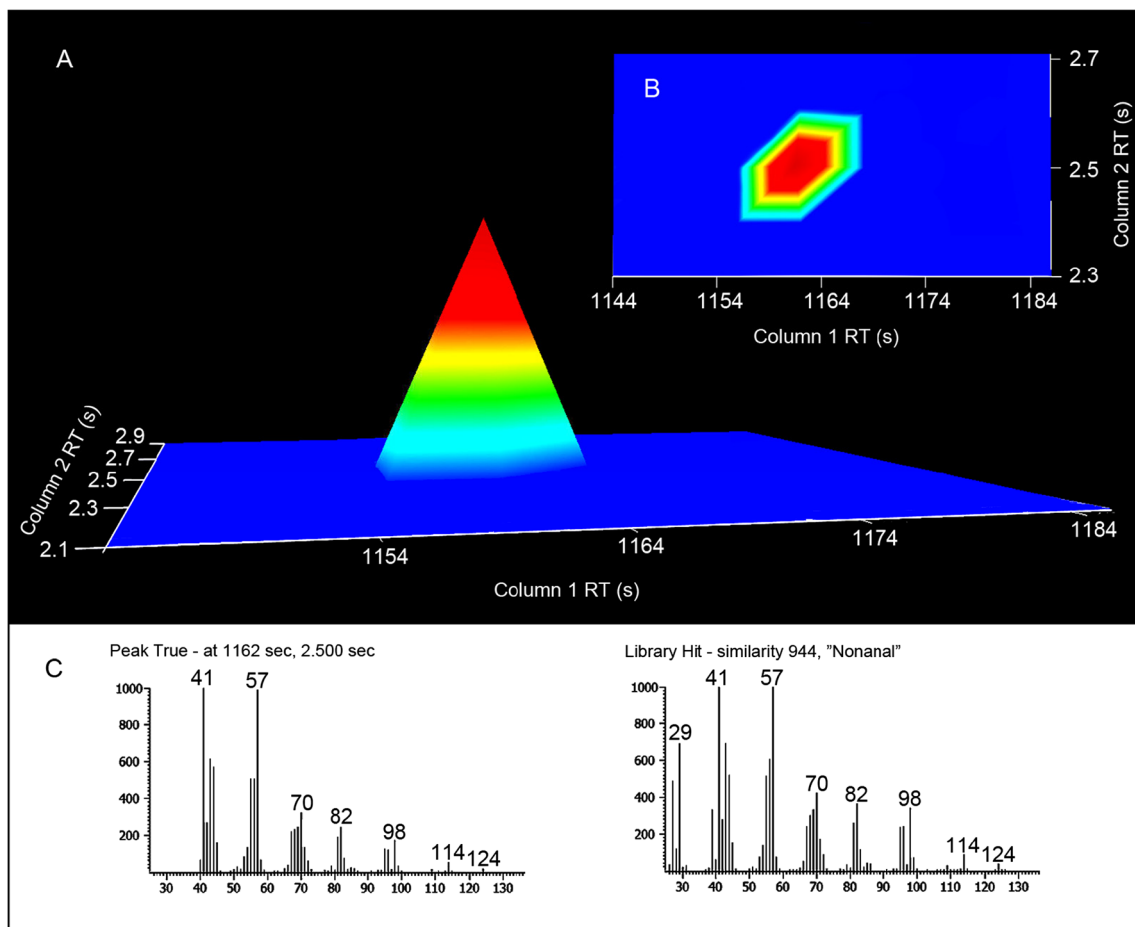 A
B
2.7
2.5
2.3
Column 2 RT (s)
1144 1154 1164 1174 1184
Column 1 RT (s)
2.9
2.7
2.5
2.3
2.1
Column 2 RT (s)
1154 1164 1174 1184
Column 1 RT (s)
C
Peak True - at 1162 sec, 2.500 sec
1000
800
600
400
200
41 57 70 82 98 114 124
30 40 50 60 70 80 90 100 110 120 130
Library Hit - similarity 944, ”Nonanal”
1000
800
600
400
200
29 41 57 70 82 98 114 124
30 40 50 60 70 80 90 100 110 120 130